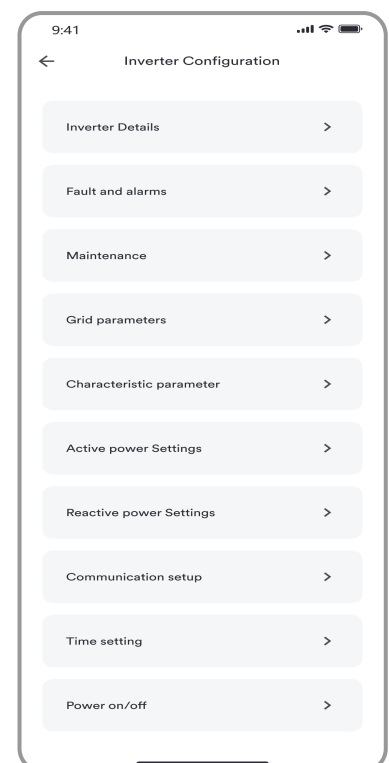 9:41
Inverter Configuration
Inverter Details
Fault and alarms
Maintenance
Grid parameters
Characteristic parameter
Active power Settings
Reactive power Settings
Communication setup
Time setting
Power on/off